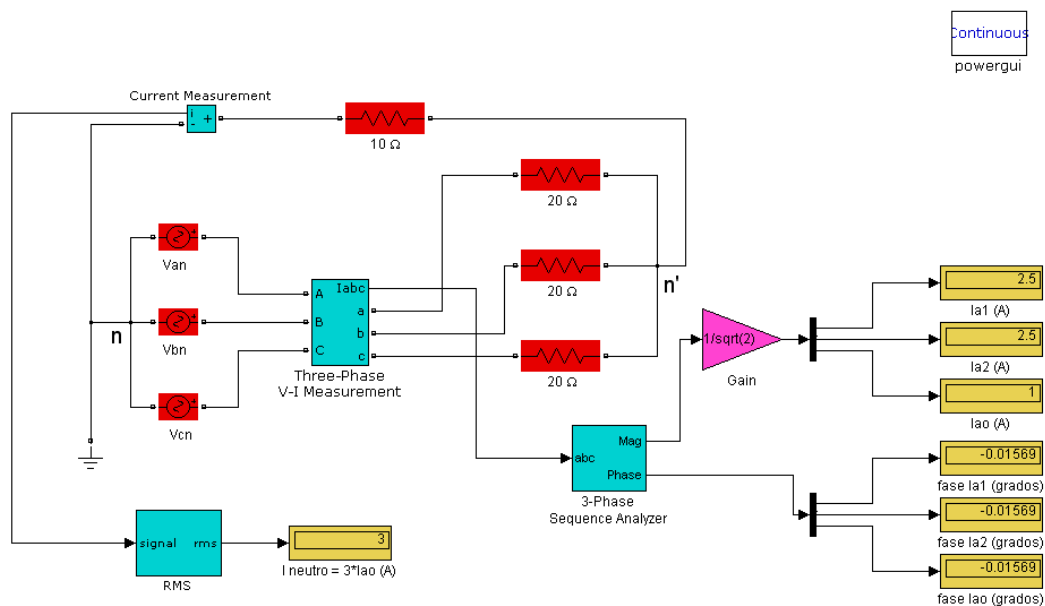 Continuous
powergui
Current Measurement
i
+
-
10 Ω
20 Ω
Van
n
Vbn
Vcn
A
B
C
Iabc
a
b
c
Three-Phase
V-I Measurement
20 Ω
n'
20 Ω
1/sqrt(2)
Gain
2.5
Ia1 (A)
2.5
Ia2 (A)
1
Iao (A)
abc
Mag
Phase
3-Phase
Sequence Analyzer
-0.01569
fase Ia1 (grados)
-0.01569
fase Ia2 (grados)
-0.01569
fase Iao (grados)
signal
rms
RMS
3
I neutro = 3*Iao (A)